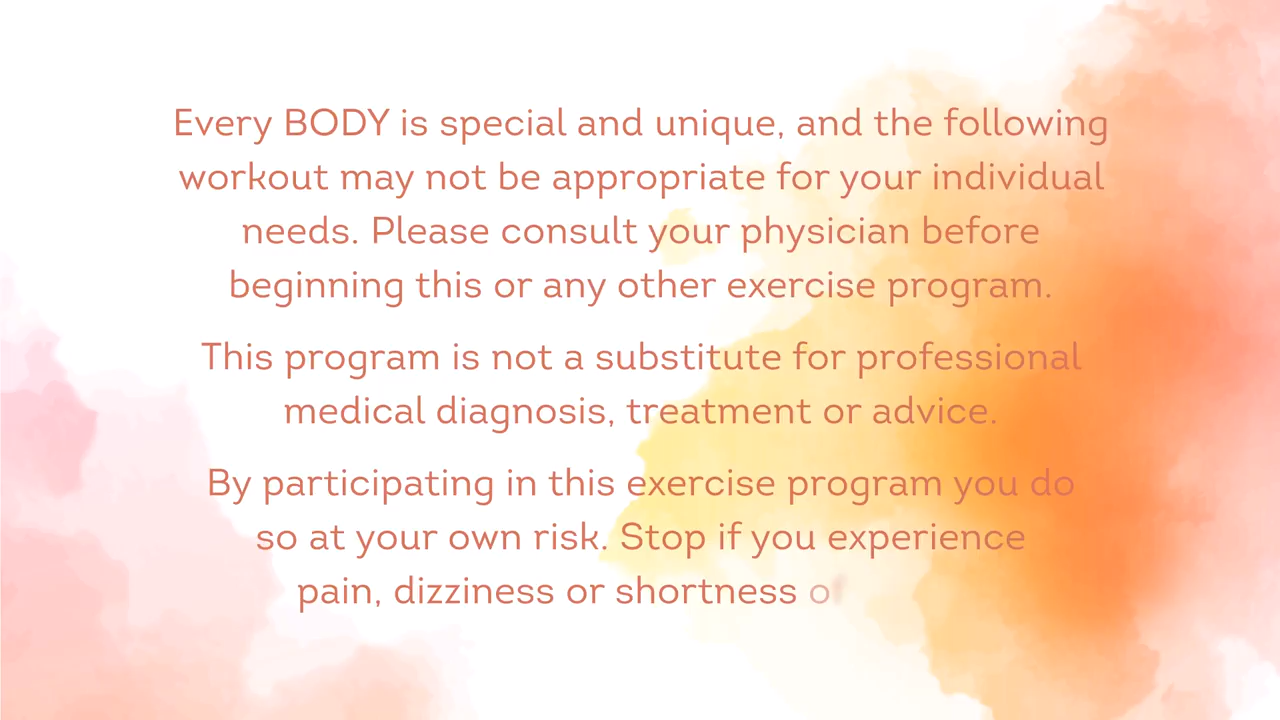 Every BODY is special and unique, and the following
workout may not be appropriate for your individual
needs. Please consult your physician before
beginning this or any other exercise program.
This program is not a substitute for professional
medical diagnosis, treatment or advice.
By participating in this exercise program you do
so at your own risk. Stop if you experience
pain, dizziness or shortness of